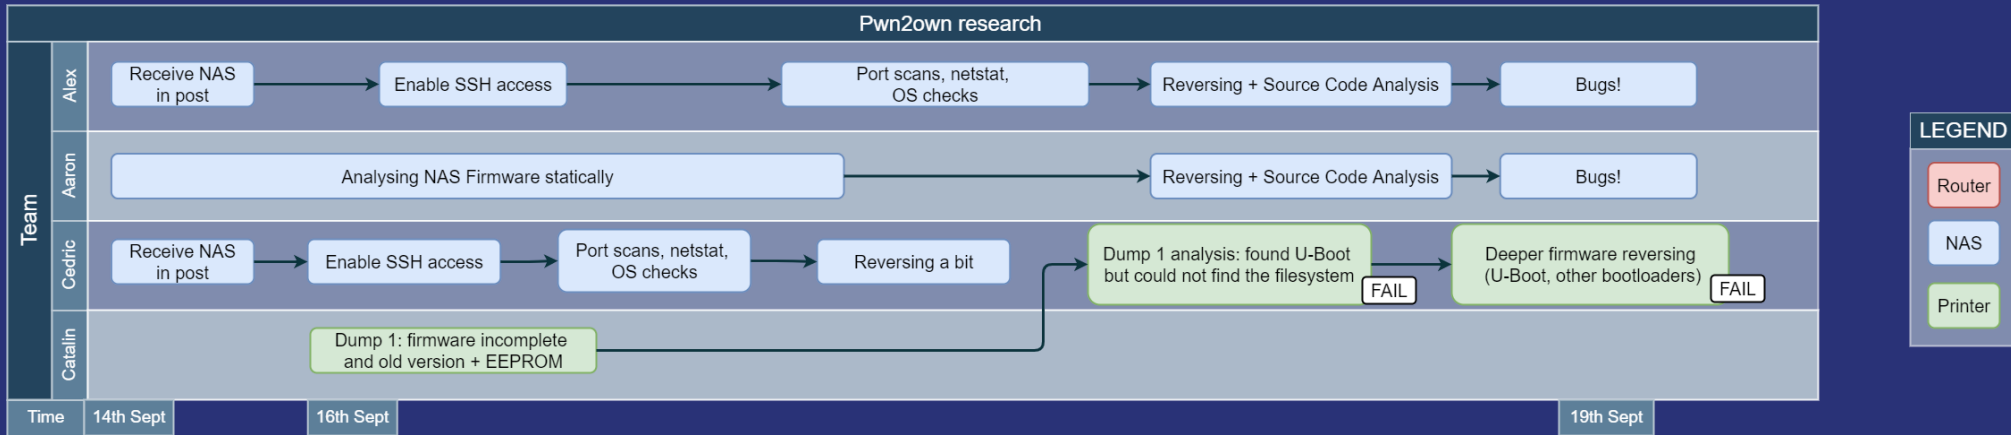 Pwn2own research
Team
Alex
Receive NAS
in post
Enable SSH access
Port scans, netstat,
OS checks
Reversing + Source Code Analysis
Bugs!
Aaron
Analysing NAS Firmware statically
Reversing + Source Code Analysis
Bugs!
Cedric
Receive NAS
in post
Enable SSH access
Port scans, netstat,
OS checks
Reversing a bit
Dump 1 analysis: found U-Boot
but could not find the filesystem
FAIL
Deeper firmware reversing
(U-Boot, other bootloaders)
FAIL
Catalin
Dump 1: firmware incomplete
and old version + EEPROM
Time
14th Sept
16th Sept
19th Sept
LEGEND
Router
NAS
Printer